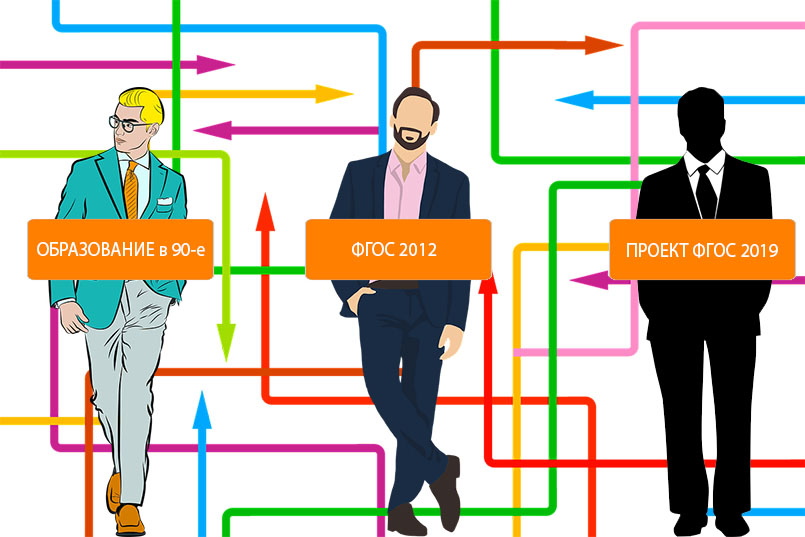 ОБРАЗОВАНИЕ в 90-е
ФГОС 2012
ПРОЕКТ ФГОС 2019